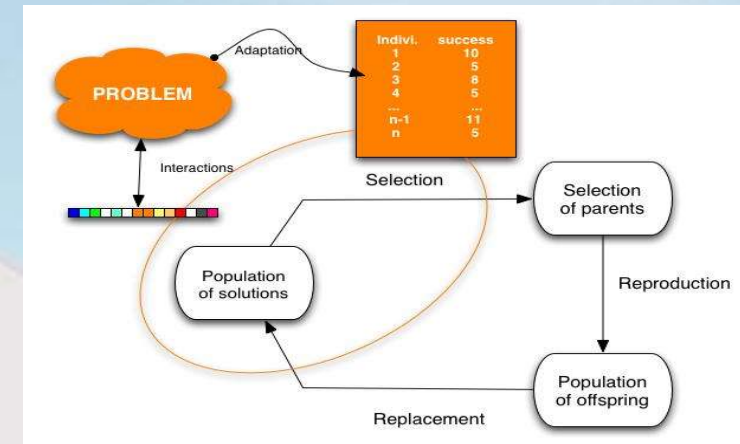 Adaptation
PROBLEM
Interactions
Indivi. success
1 10
2 5
3 8
4 5
... ...
n-1 11
n 5
Selection
Selection
of parents
Population
of solutions
Reproduction
Population
of offspring
Replacement